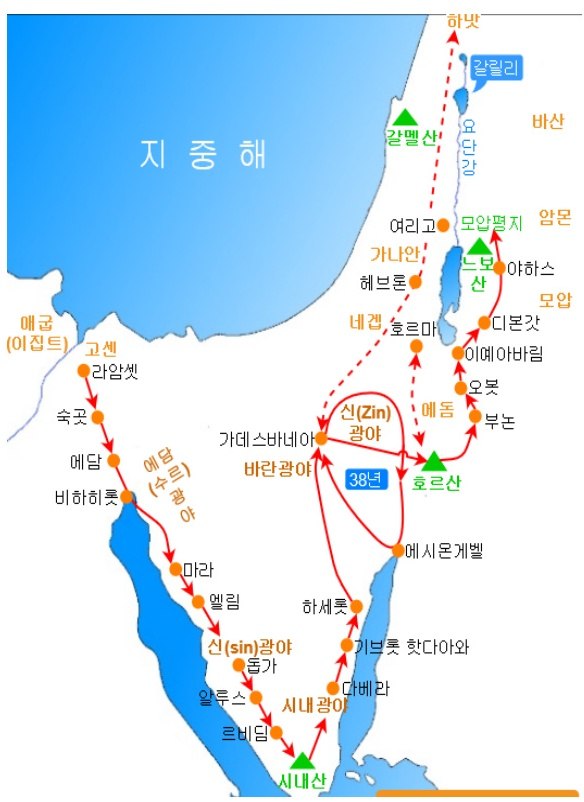 하맛
갈릴리
갈멜산
바산
요단강
지 중 해
여리고
모압평지
암몬
가나안
느보
산
야하스
헤브론
모압
애굽
(이집트)
네겝
호르마
디본갓
고센
이예아바림
라암셋
오봇
에돔
숙곳
신(Zin)
광야
부논
가데스바네아
에담
바란광야
38년
호르산
에담
(수르)
광야
비하히롯
에시온게벨
마라
엘림
하세롯
신(sin)광야
기브롯 핫다아와
돕가
알루스
시내광야
다베라
르비딤
시내산